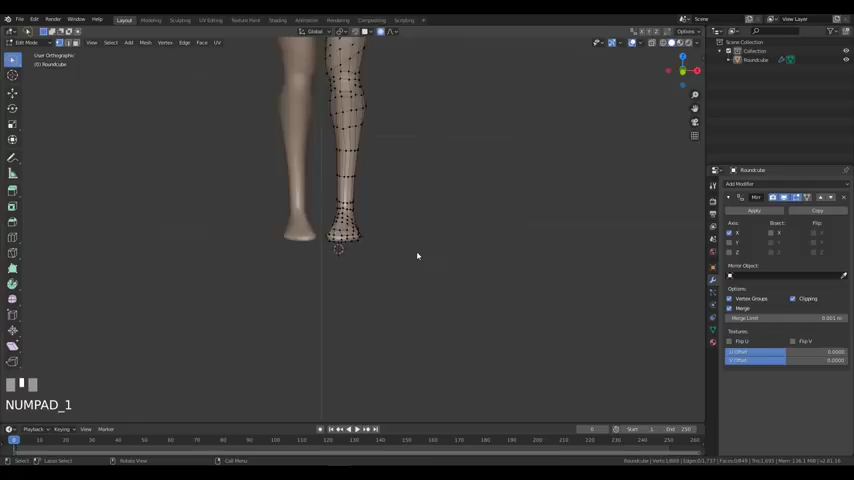 File Edit Render Window Help Layout Modeling Sculpting UV Editing Texture Paint Shading Animation Rendering Compositing Scripting Scene View Layer
Edit Mode View Select Add Mesh Vertex Edge Face UV Global Options
User Orthographic
(0) Roundcube
Scene Collection
Collection
Roundcube
Roundcube
Add Modifier
Mirr
Apply Copy
Axis: Bisect: Flip:
X X X
Y Y Y
Z Z Z
Mirror Object:
Options:
Vertex Groups Clipping
Merge
Merge Limit 0.001 m
Textures:
Flip U Flip V
U Offset 0.0000
V Offset 0.0000
NUMPAD_1
Playback Keying View Marker 0 Start 1 End 250
0 10 20 30 40 50 60 70 80 90 100 110 120 130 140 150 160 170 180 190 200 210 220 230 240 250 260
Select Lasso Select Rotate View Call Menu